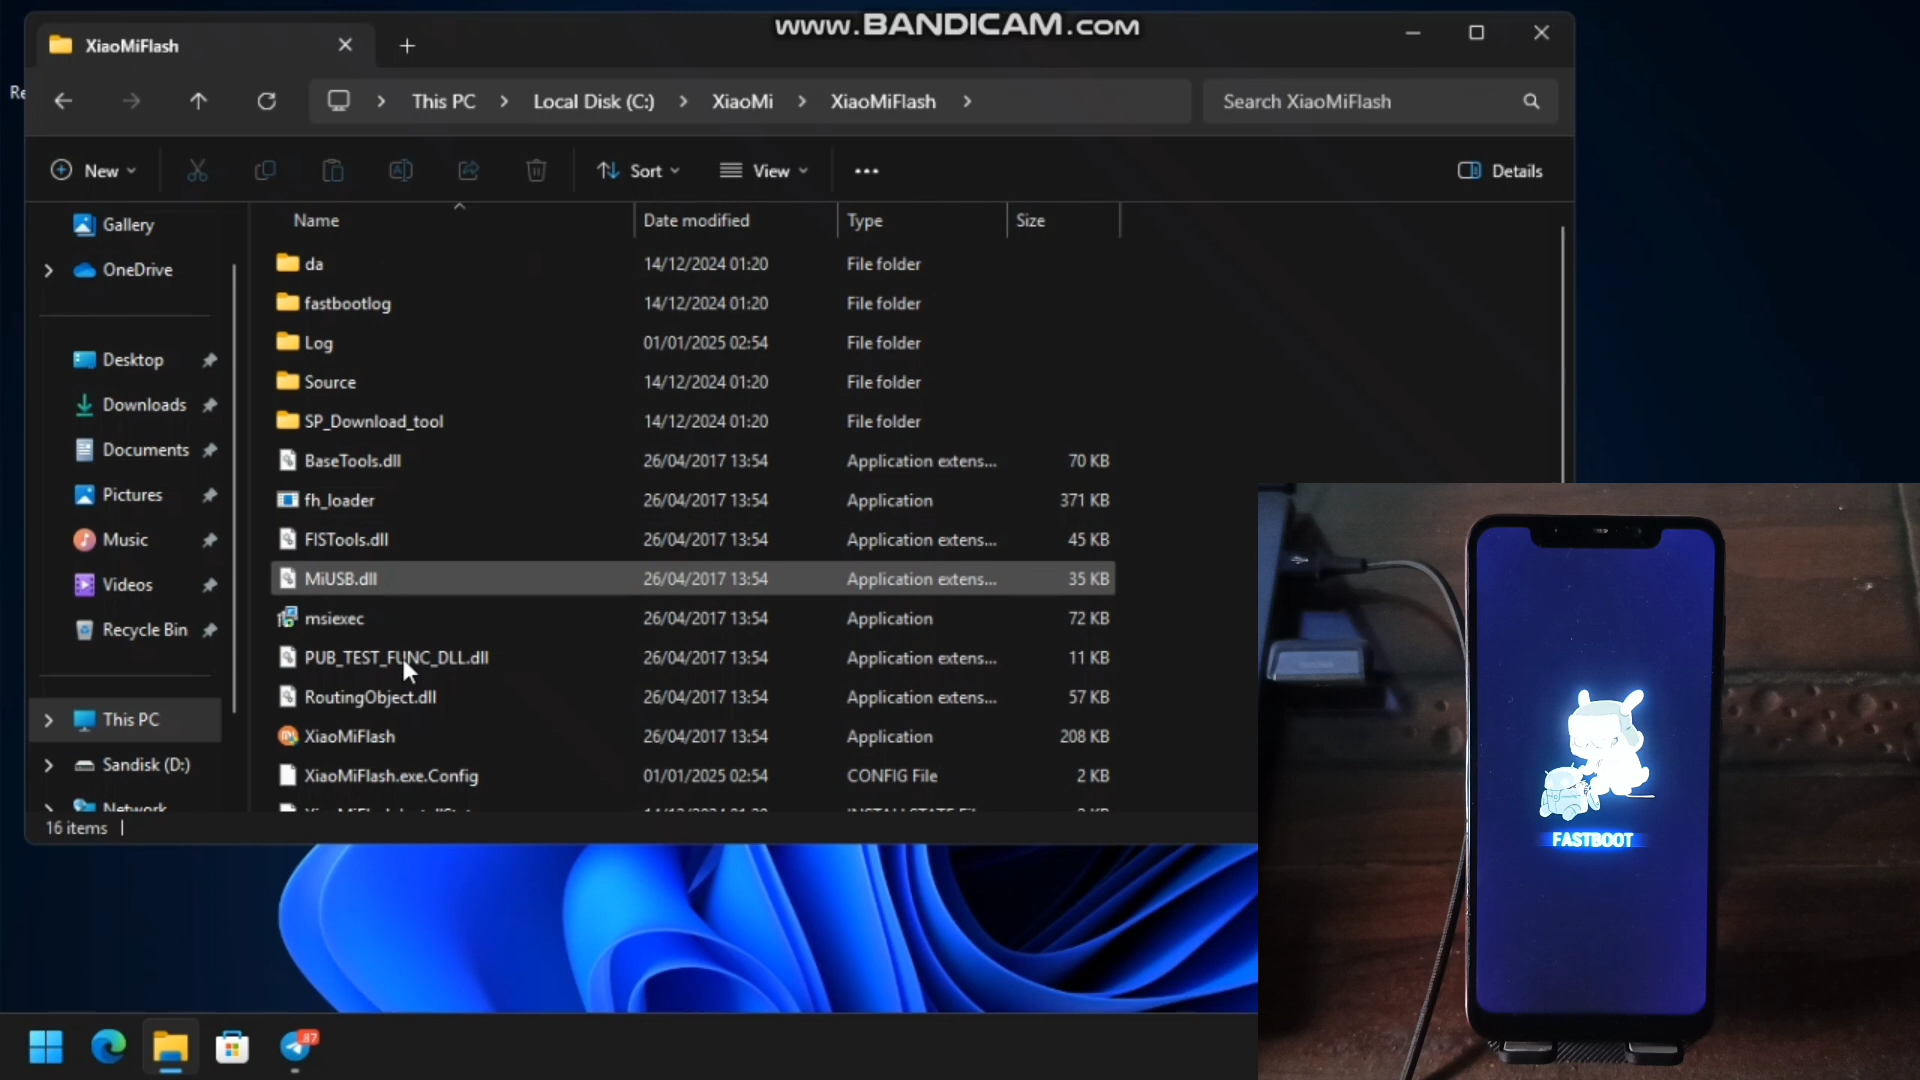 www.BANDICAM.com
XiaoMiFlash
Re
This PC > Local Disk (C:) > XiaoMi > XiaoMiFlash >
Search XiaoMiFlash
New
Sort
View
Details
Gallery
OneDrive
Desktop
Downloads
Documents
Pictures
Music
Videos
Recycle Bin
This PC
Sandisk (D:)
Network
Name Date modified Type Size
da 14/12/2024 01:20 File folder
fastbootlog 14/12/2024 01:20 File folder
Log 01/01/2025 02:54 File folder
Source 14/12/2024 01:20 File folder
SP_Download_tool 14/12/2024 01:20 File folder
BaseTools.dll 26/04/2017 13:54 Application extens... 70 KB
fh_loader 26/04/2017 13:54 Application 371 KB
FISTools.dll 26/04/2017 13:54 Application extens... 45 KB
MiUSB.dll 26/04/2017 13:54 Application extens... 35 KB
msiexec 26/04/2017 13:54 Application 72 KB
PUB_TEST_FUNC_DLL.dll 26/04/2017 13:54 Application extens... 11 KB
RoutingObject.dll 26/04/2017 13:54 Application extens... 57 KB
XiaoMiFlash 26/04/2017 13:54 Application 208 KB
XiaoMiFlash.exe.Config 01/01/2025 02:54 CONFIG File 2 KB
16 items
FASTBOOT
87